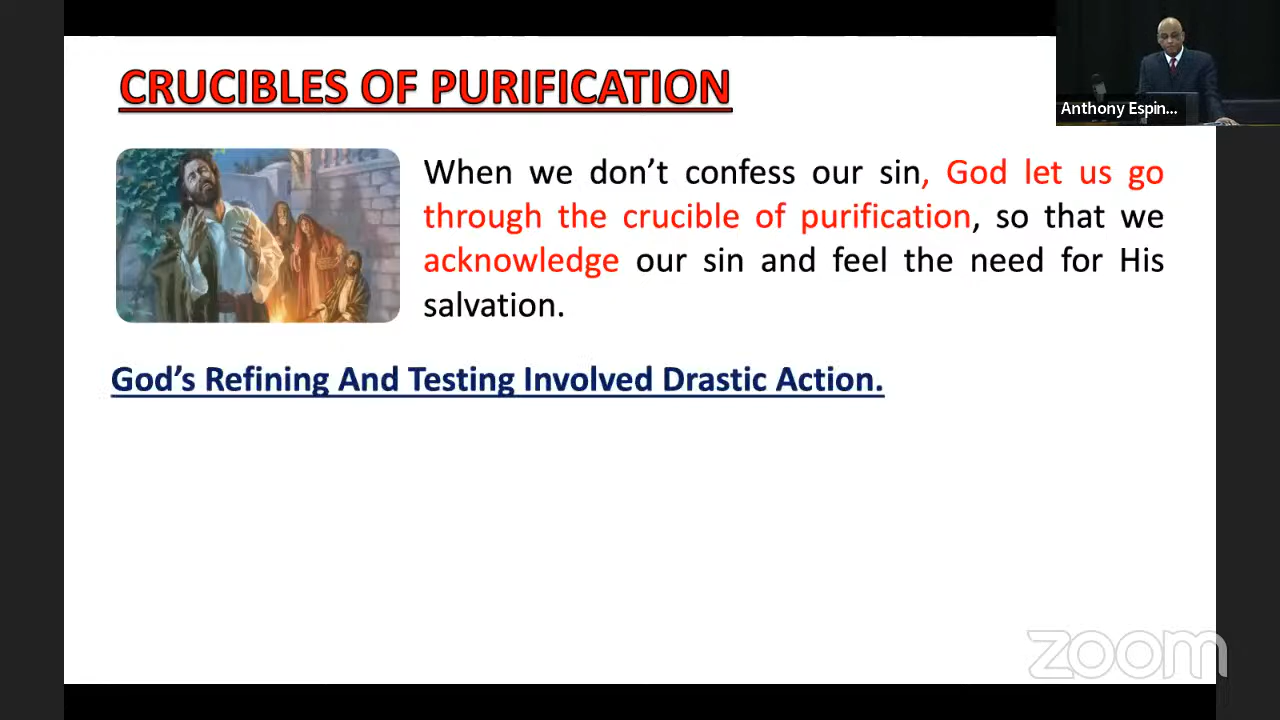 CRUCIBLES OF PURIFICATION
Anthony Espin...
When we don’t confess our sin, God let us go
through the crucible of purification, so that we
acknowledge our sin and feel the need for His
salvation.
God’s Refining And Testing Involved Drastic Action.
zoom